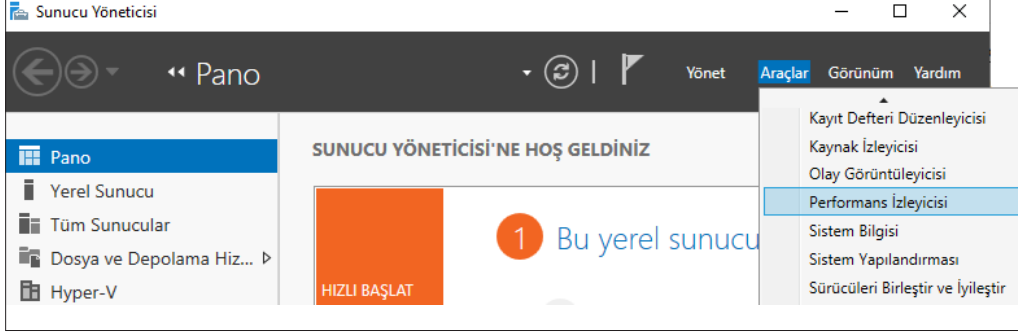 Sunucu Yöneticisi
Pano
Yönet
Araçlar
Görünüm
Yardım
Pano
Yerel Sunucu
Tüm Sunucular
Dosya ve Depolama Hiz...
Hyper-V
SUNUCU YÖNETİCİSİ'NE HOŞ GELDİNİZ
HIZLI BAŞLAT
1 Bu yerel sunucu
Kayıt Defteri Düzenleyicisi
Kaynak İzleyicisi
Olay Görüntüleyicisi
Performans İzleyicisi
Sistem Bilgisi
Sistem Yapılandırması
Sürücüleri Birleştir ve İyileştir